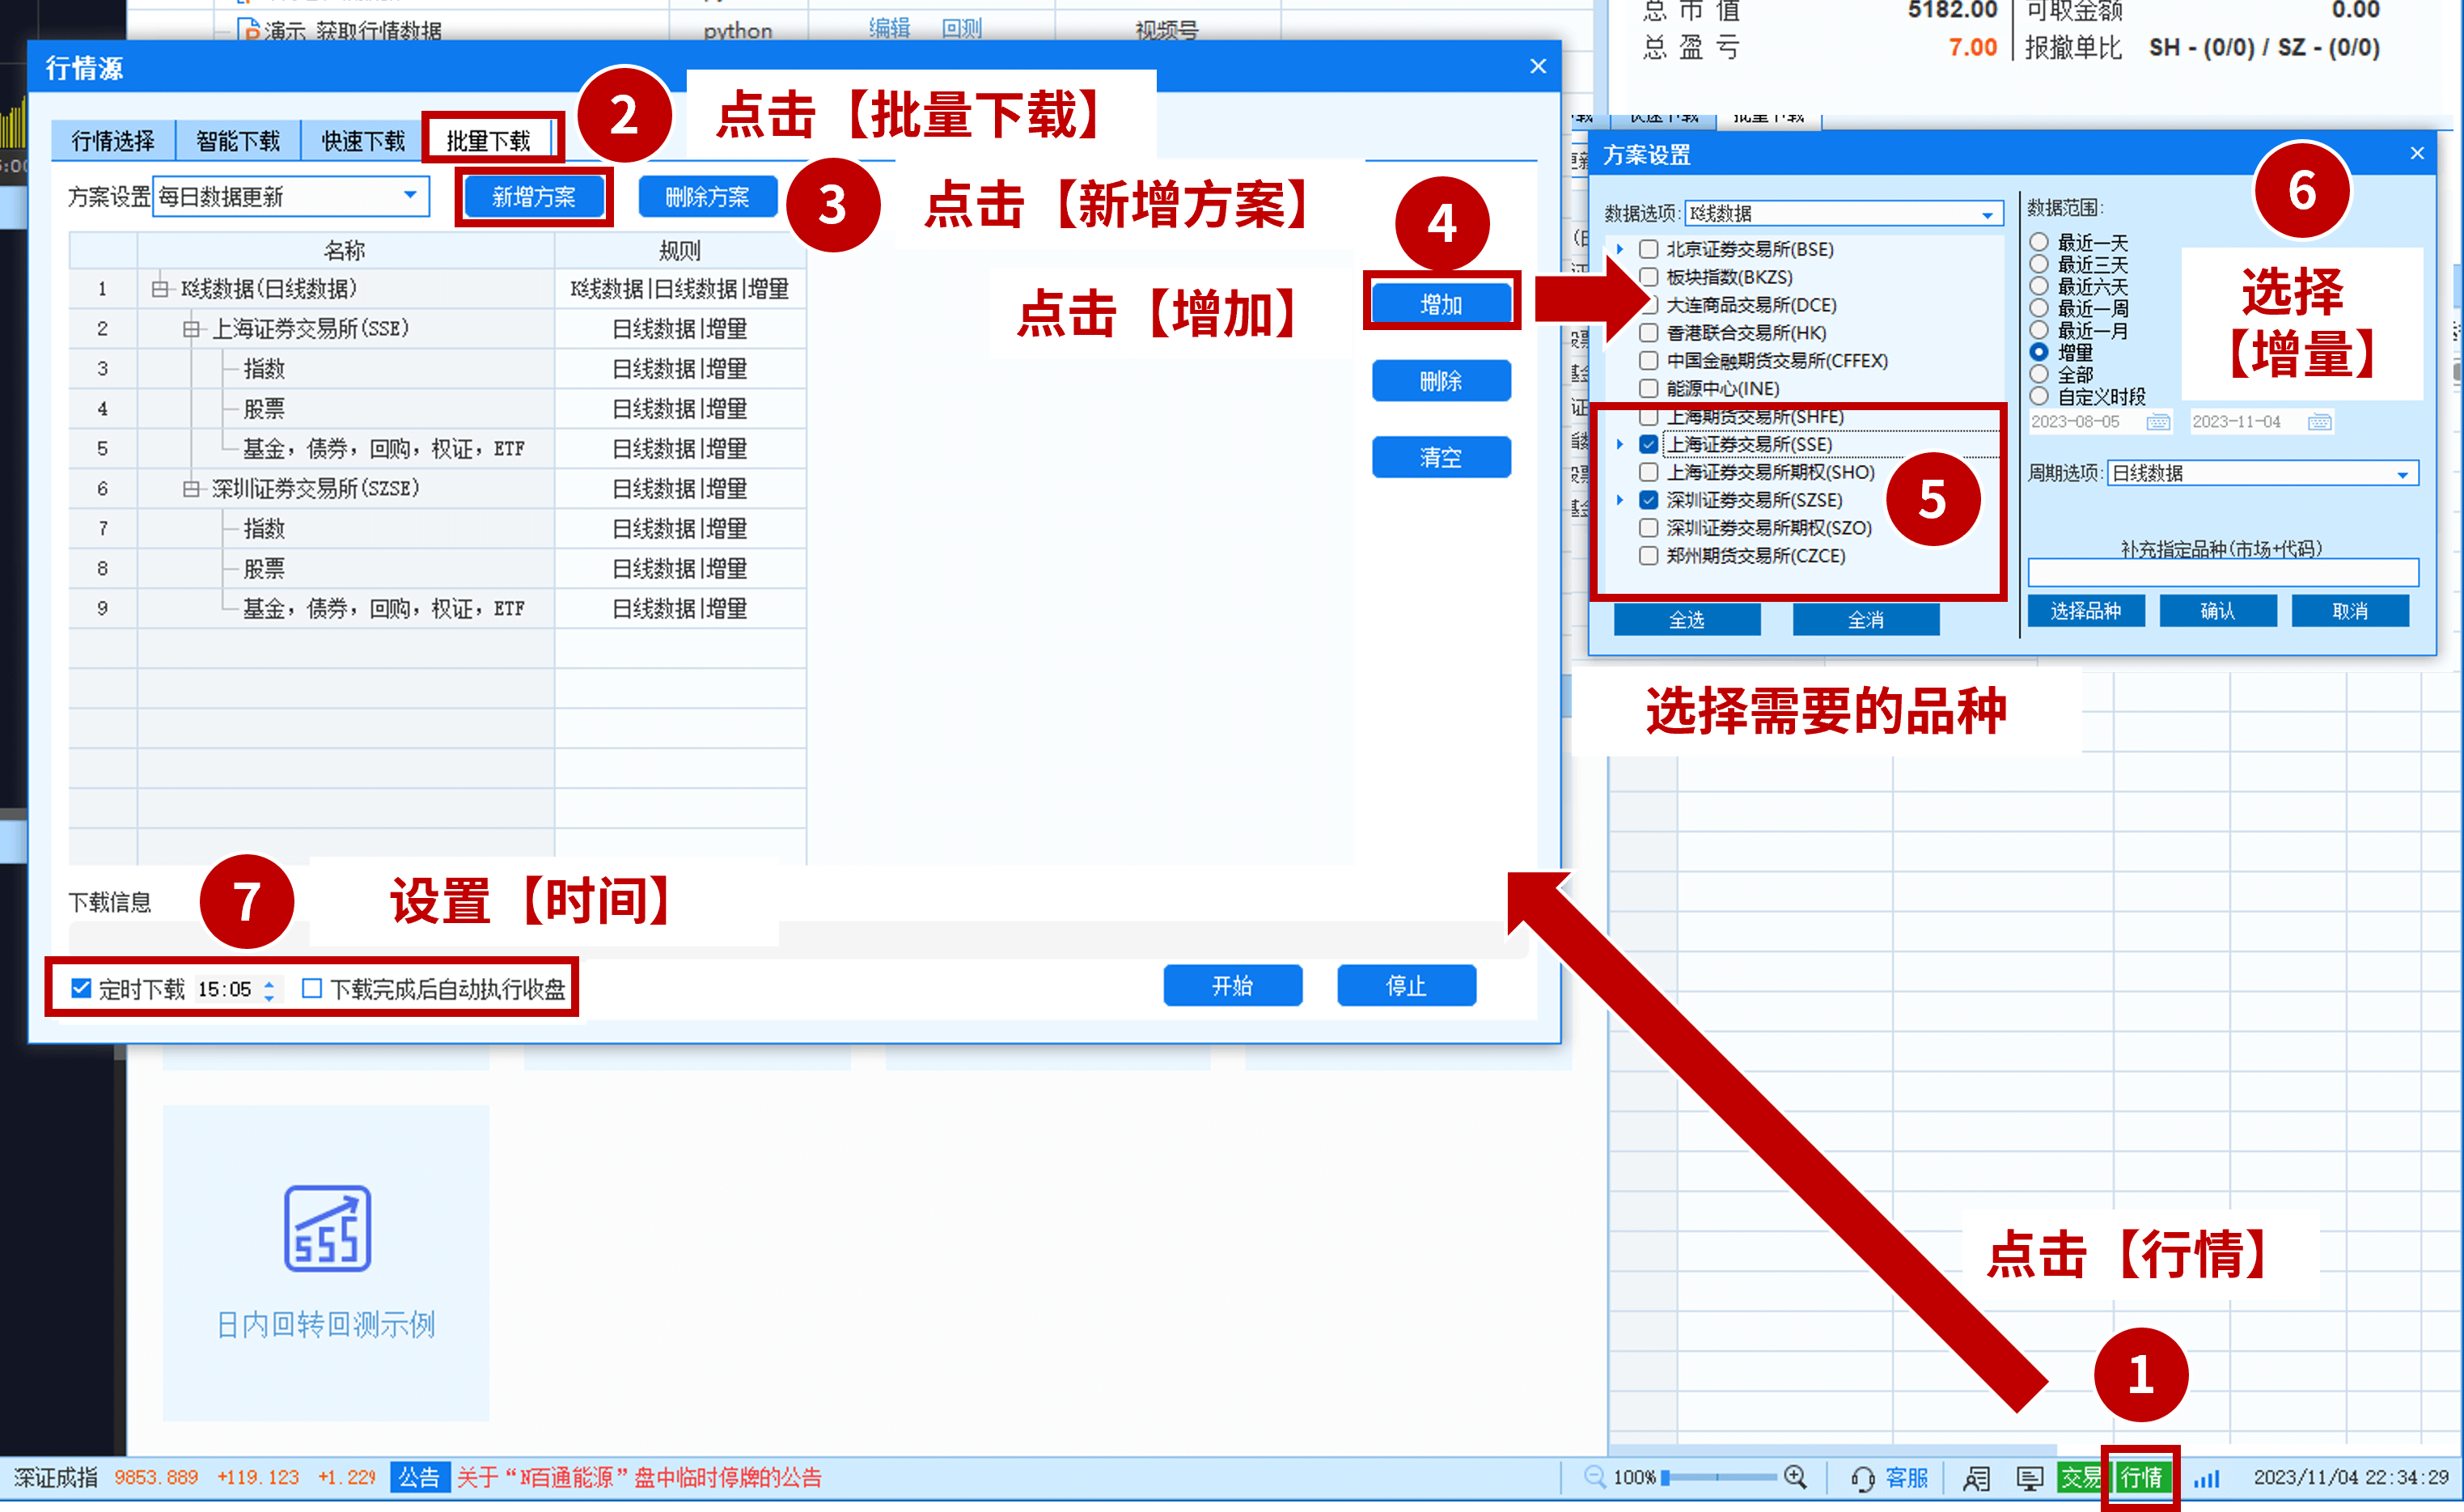 演示 获取行情数据
python
编辑
回测
视频号
总 市 值
5182.00
可取金额
0.00
总 盈 亏
7.00
报撤单比
SH - (0/0) / SZ - (0/0)
行情源
行情选择
智能下载
快速下载
批量下载
2
点击【批量下载】
方案设置
每日数据更新
新增方案
删除方案
3
点击【新增方案】
名称
规则
1
K线数据(日线数据)
K线数据|日线数据|增量
2
上海证券交易所(SSE)
日线数据|增量
3
指数
日线数据|增量
4
股票
日线数据|增量
5
基金，债券，回购，权证，ETF
日线数据|增量
6
深圳证券交易所(SZSE)
日线数据|增量
7
指数
日线数据|增量
8
股票
日线数据|增量
9
基金，债券，回购，权证，ETF
日线数据|增量
4
点击【增加】
增加
删除
清空
下载信息
7
设置【时间】
定时下载
15:05
下载完成后自动执行收盘
开始
停止
快速下载
批量下载
方案设置
数据选项:
K线数据
北京证券交易所(BSE)
板块指数(BKZS)
大连商品交易所(DCE)
香港联合交易所(HK)
中国金融期货交易所(CFFEX)
能源中心(INE)
上海期货交易所(SHFE)
上海证券交易所(SSE)
上海证券交易所期权(SHO)
深圳证券交易所(SZSE)
深圳证券交易所期权(SZO)
郑州期货交易所(CZCE)
5
全选
全消
数据范围:
最近一天
最近三天
最近六天
最近一周
最近一月
增量
全部
自定义时段
2023-08-05
2023-11-04
6
选择
【增量】
周期选项:
日线数据
补充指定品种(市场+代码)
选择品种
确认
取消
选择需要的品种
日内回转回测示例
点击【行情】
1
深证成指
9853.889
+119.123
公告
关于“N百通能源”盘中临时停牌的公告
100%
客服
交易
行情
2023/11/04 22:34:29